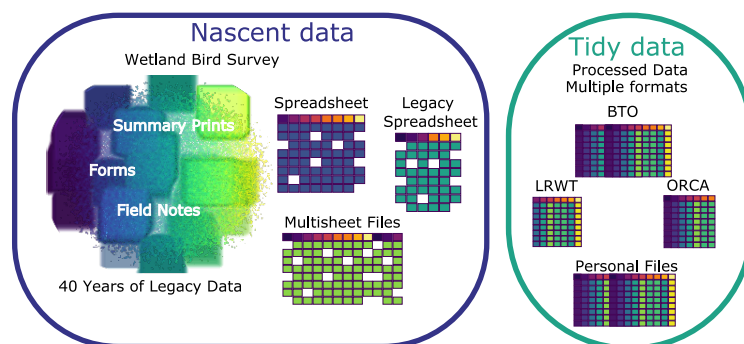 Nascent data
Wetland Bird Survey
Summary Prints
Forms
Field Notes
40 Years of Legacy Data
Spreadsheet
Legacy
Spreadsheet
Multisheet Files
Tidy data
Processed Data
Multiple formats
BTO
LRWT
ORCA
Personal Files